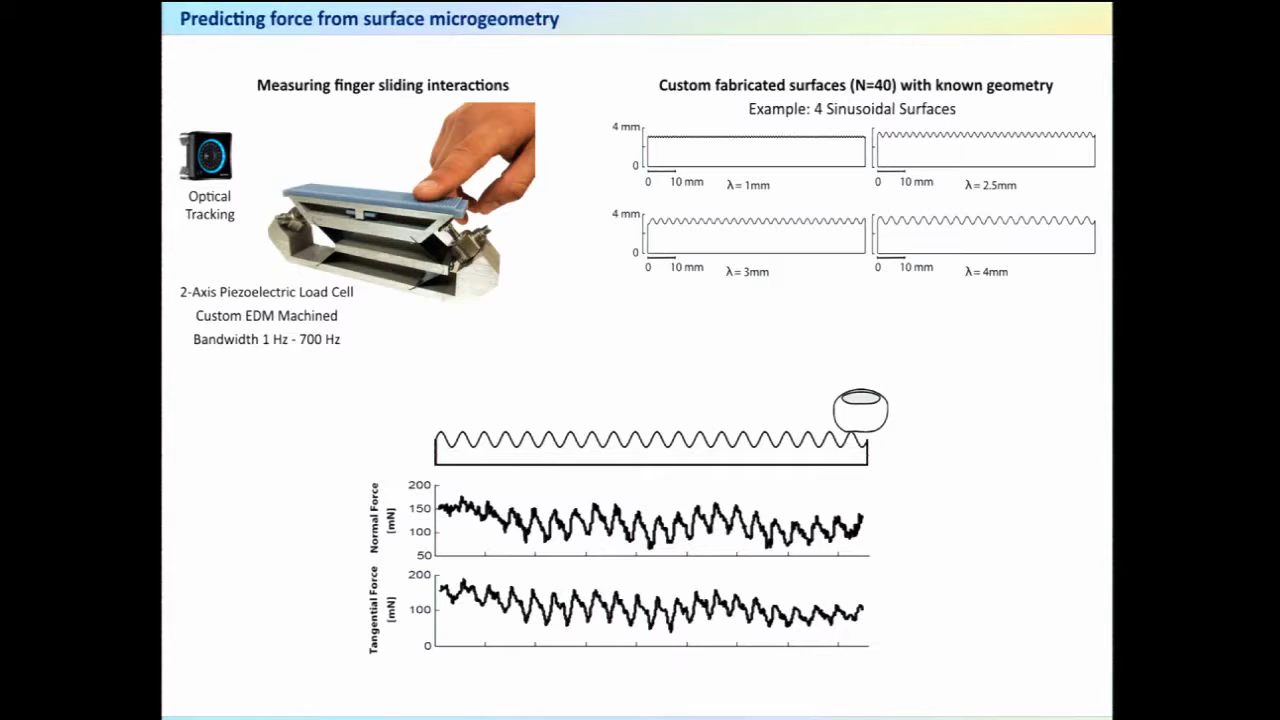 Predicting force from surface microgeometry
Measuring finger sliding interactions
Optical
Tracking
2-Axis Piezoelectric Load Cell
Custom EDM Machined
Bandwidth 1 Hz - 700 Hz
Custom fabricated surfaces (N=40) with known geometry
Example: 4 Sinusoidal Surfaces
4 mm
0
0 10 mm
λ = 1mm
0 10 mm
λ = 2.5mm
4 mm
0
0 10 mm
λ = 3mm
0 10 mm
λ = 4mm
Normal Force
[mN]
200
150
100
50
Tangential Force
[mN]
200
100
0